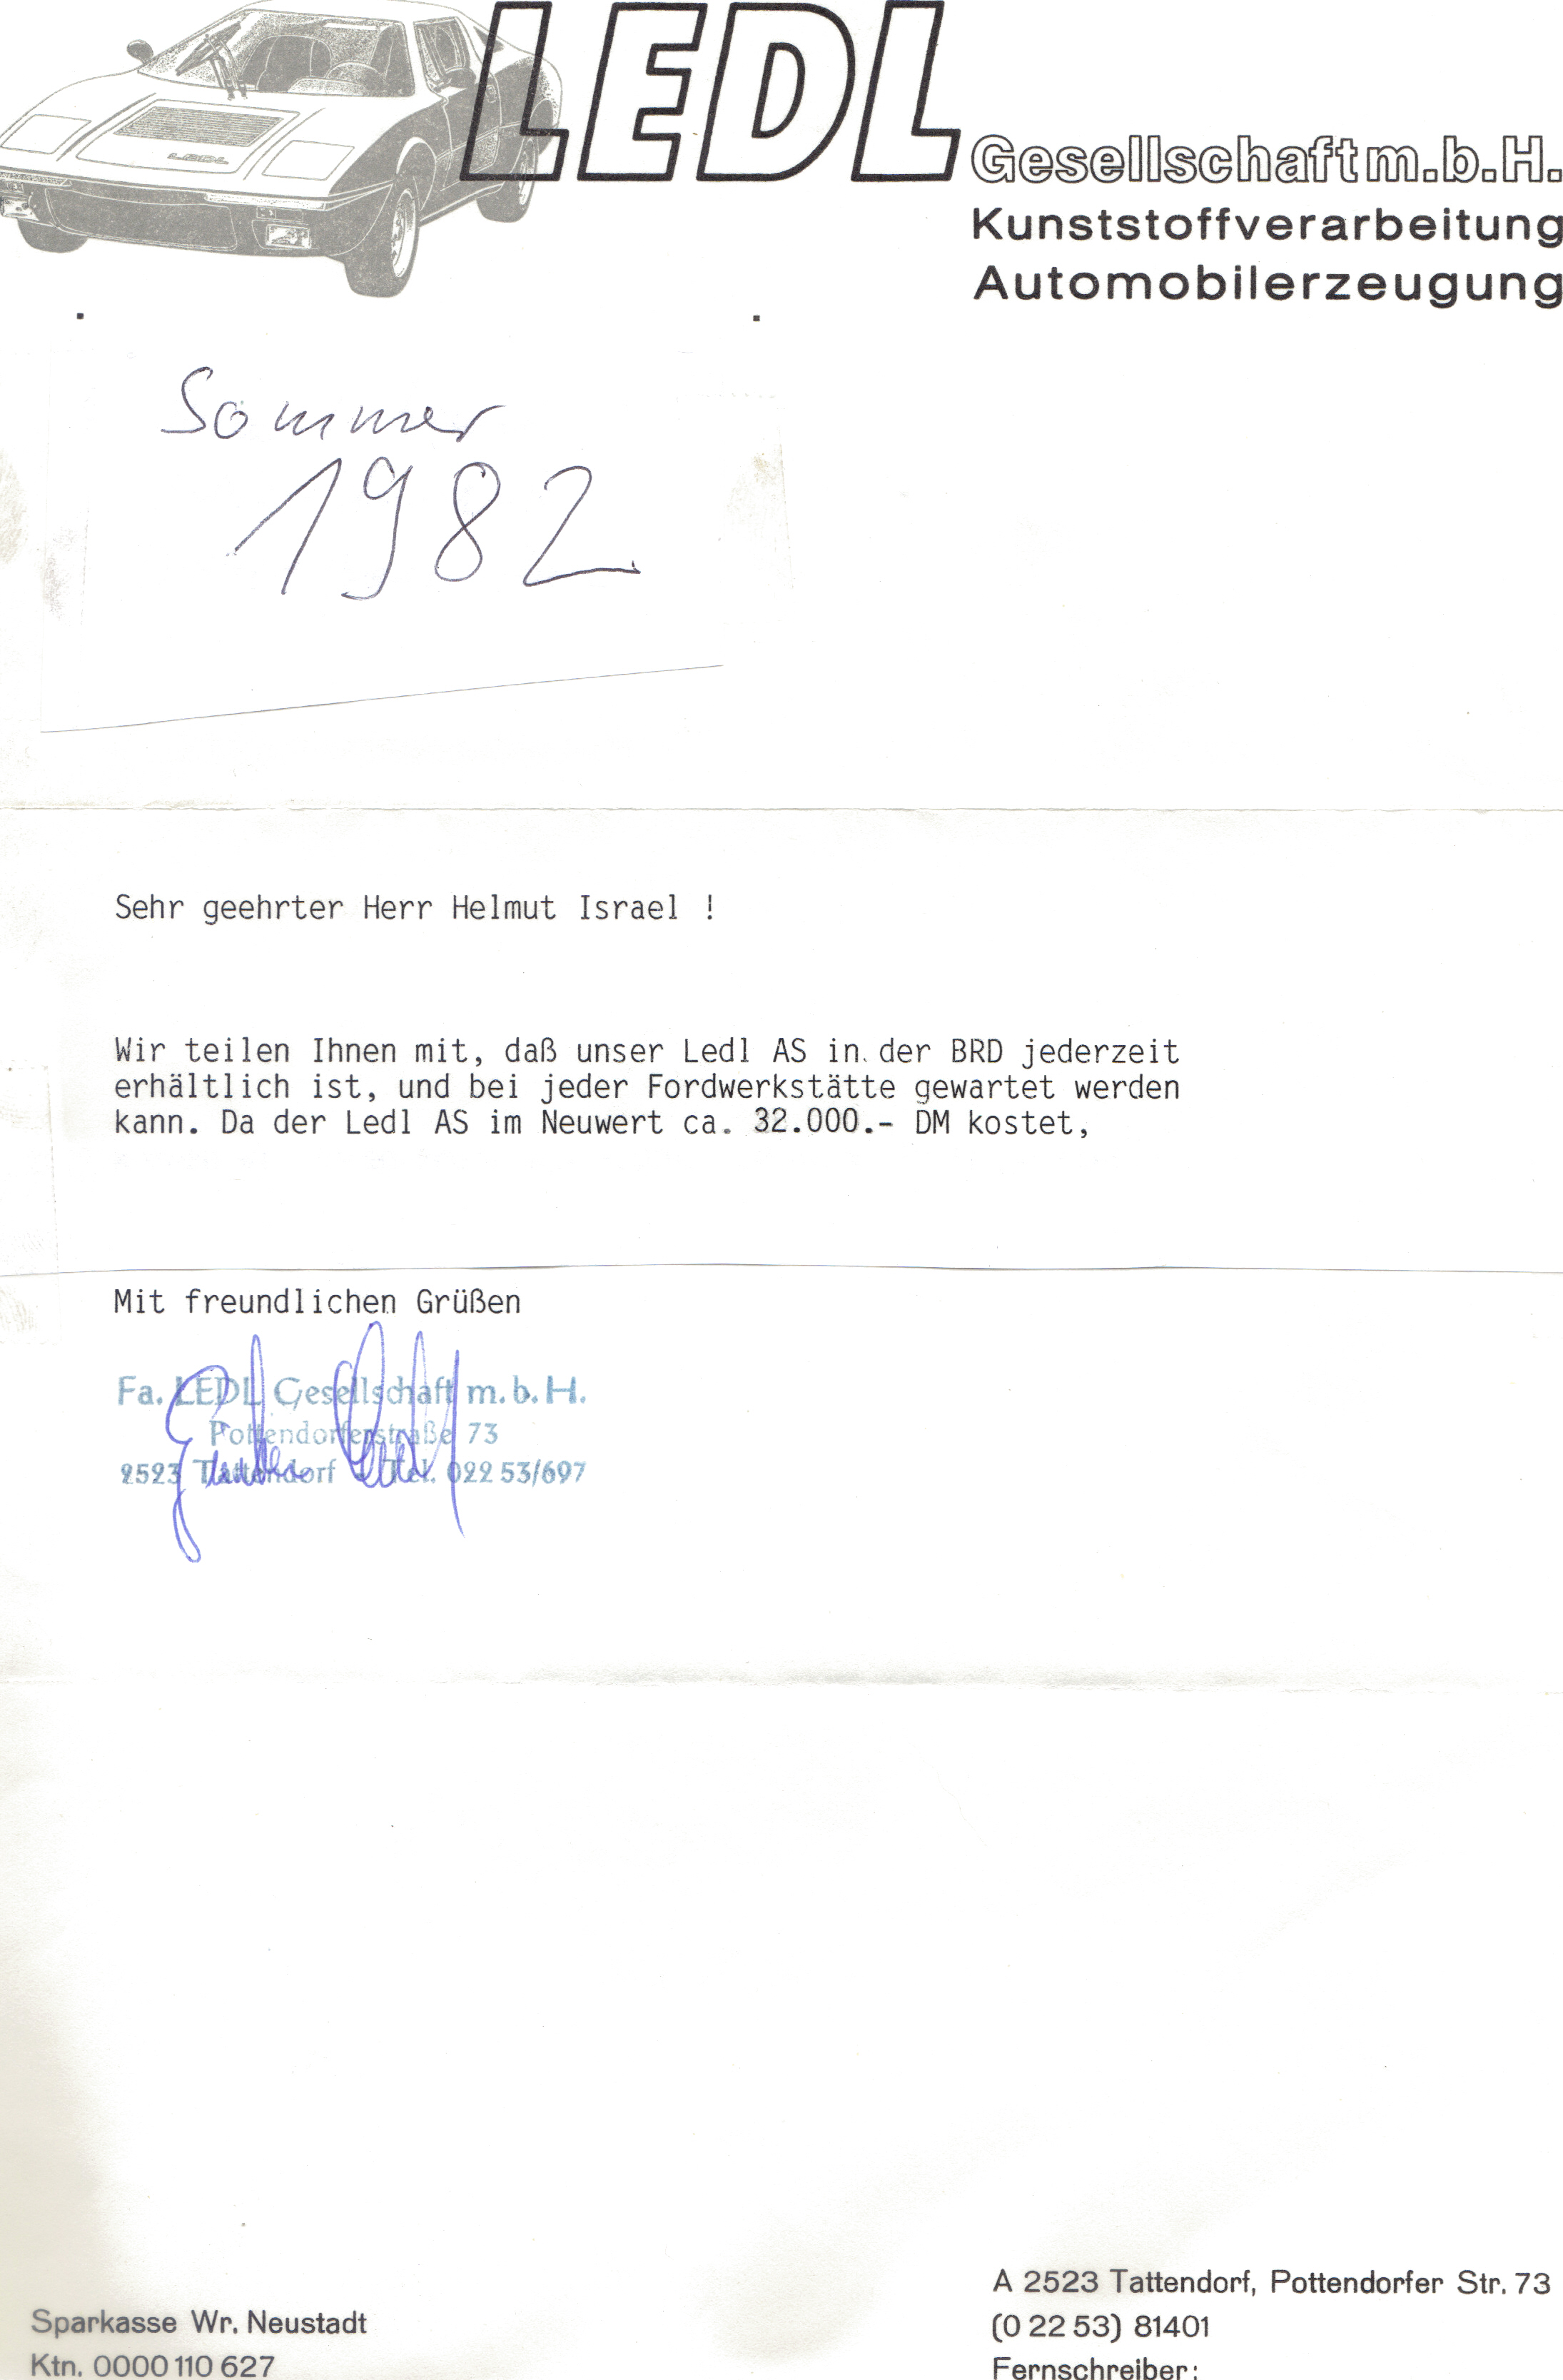 LEDL
LEDL Gesellschaft m.b.H.
Kunststoffverarbeitung
Automobilerzeugung
Sommer
1982
Sehr geehrter Herr Helmut Israel !
Wir teilen Ihnen mit, daß unser Ledl AS in der BRD jederzeit
erhältlich ist, und bei jeder Fordwerkstätte gewartet werden
kann. Da der Ledl AS im Neuwert ca. 32.000.- DM kostet,
Mit freundlichen Grüßen
Fa. LEDL Gesellschaft m. b. H.
Pottendorferstraße 73
2523 Tattendorf Tel. 022 53/697
Sparkasse Wr. Neustadt
Ktn. 0000 110 627
A 2523 Tattendorf, Pottendorfer Str. 73
(0 22 53) 81401
Fernschreiber: